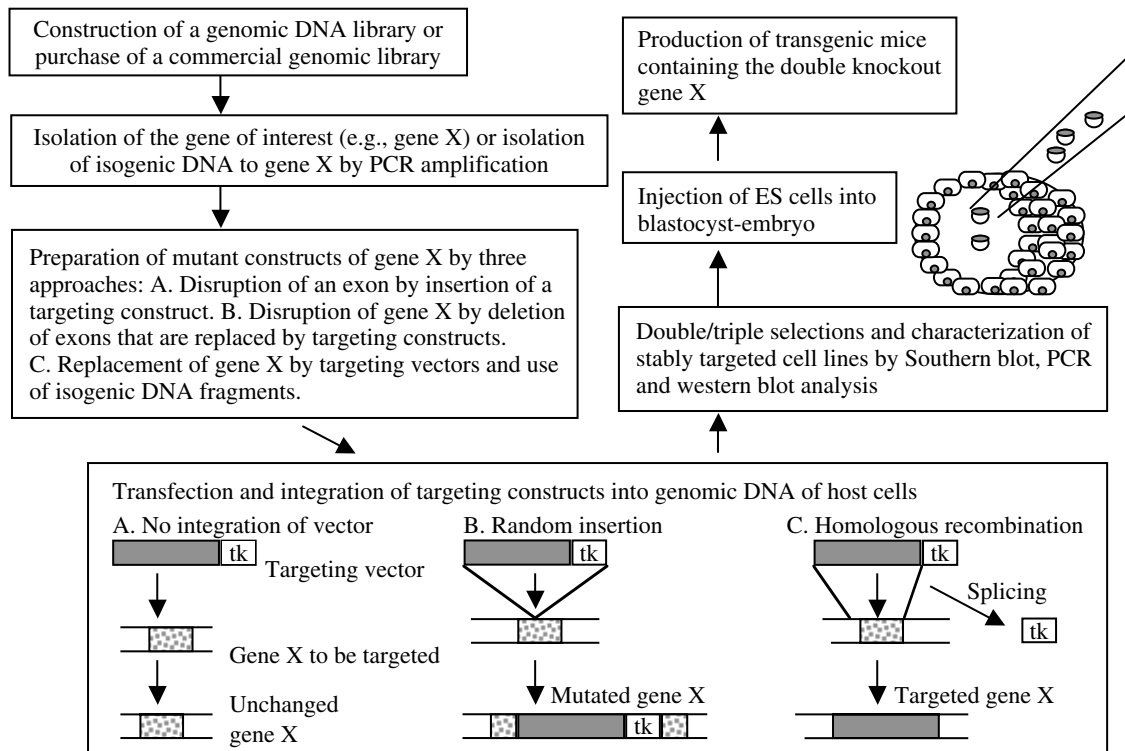 Construction of a genomic DNA library or
purchase of a commercial genomic library
Isolation of the gene of interest (e.g., gene X) or isolation
of isogenic DNA to gene X by PCR amplification
Preparation of mutant constructs of gene X by three
approaches: A. Disruption of an exon by insertion of a
targeting construct. B. Disruption of gene X by deletion
of exons that are replaced by targeting constructs.
C. Replacement of gene X by targeting vectors and use
of isogenic DNA fragments.
Production of transgenic mice
containing the double knockout
gene X
Injection of ES cells into
blastocyst-embryo
Double/triple selections and characterization of
stably targeted cell lines by Southern blot, PCR
and western blot analysis
Transfection and integration of targeting constructs into genomic DNA of host cells
A. No integration of vector
tk
Targeting vector
Gene X to be targeted
Unchanged
gene X
B. Random insertion
tk
Mutated gene X
tk
C. Homologous recombination
tk
Splicing
tk
Targeted gene X